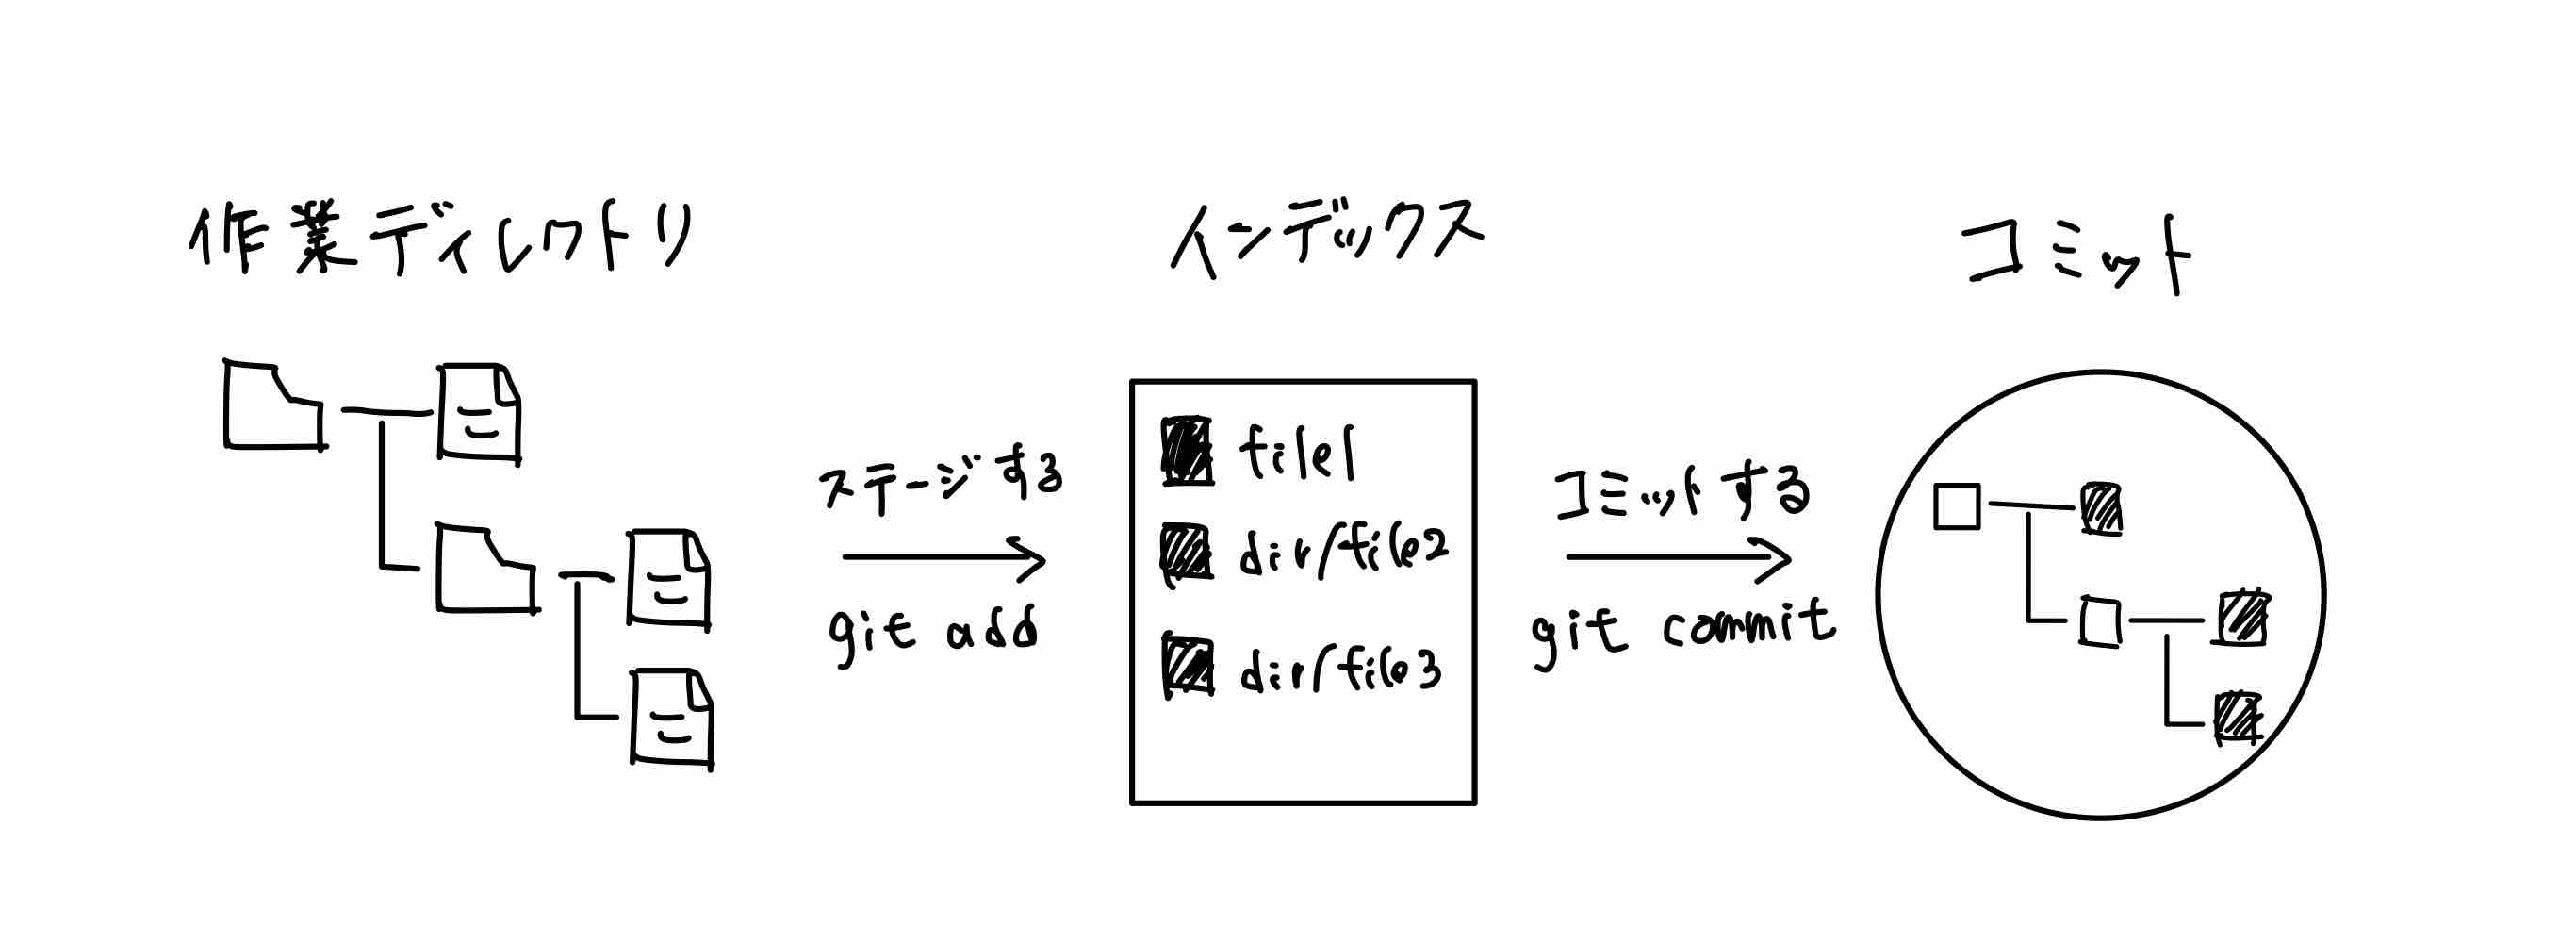 作業ディレクトリ
インデックス
コミット
ステージする
git add
file1
dir/file2
dir/file3
コミットする
git commit